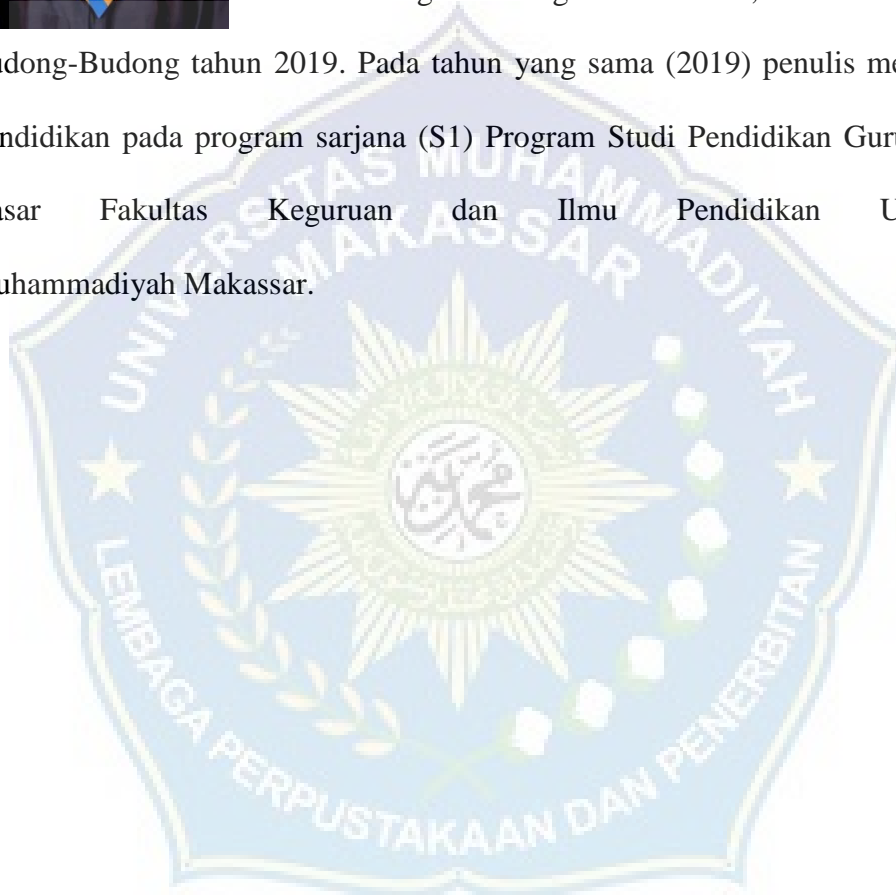 udong-Budong tahun 2019. Pada tahun yang sama (2019) penulis me
ndidikan pada program sarjana (S1) Program Studi Pendidikan Guru
asar Fakultas Keguruan dan Ilmu Pendidikan U
uhammadiyah Makassar.
UNIVERSITAS MUHAMMADIYAH
MAKASSAR
LEMBAGA PERPUSTAKAAN DAN PENERBITAN